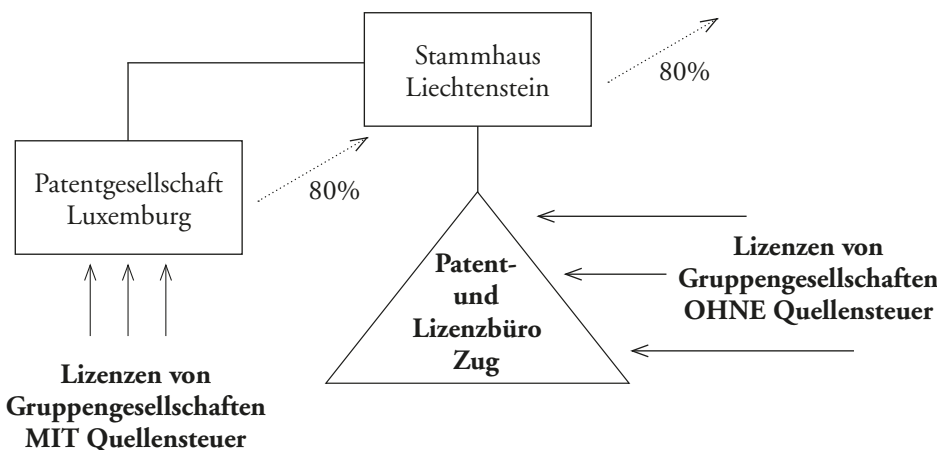 Stammhaus
Liechtenstein
80%
Patentgesellschaft
Luxemburg
80%
Patent-
und
Lizenzbüro
Zug
Lizenzen von
Gruppengesellschaften
OHNE Quellensteuer
Lizenzen von
Gruppengesellschaften
MIT Quellensteuer